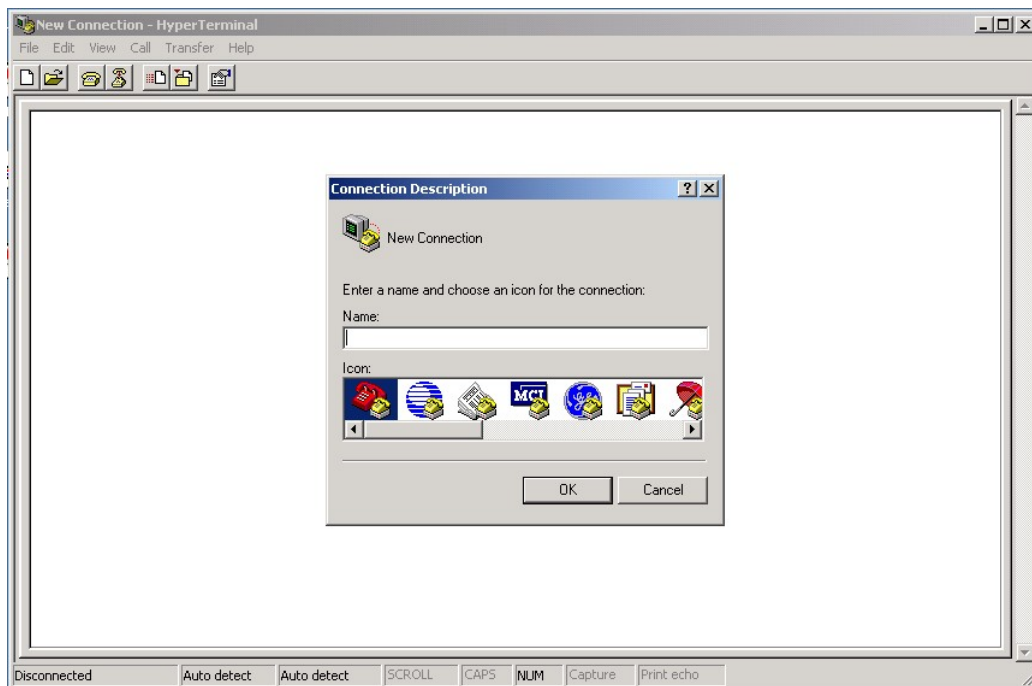 New Connection - HyperTerminal
File Edit View Call Transfer Help
Connection Description
New Connection
Enter a name and choose an icon for the connection:
Name:
Icon:
MCI
OK Cancel
Disconnected Auto detect Auto detect SCROLL CAPS NUM Capture Print echo